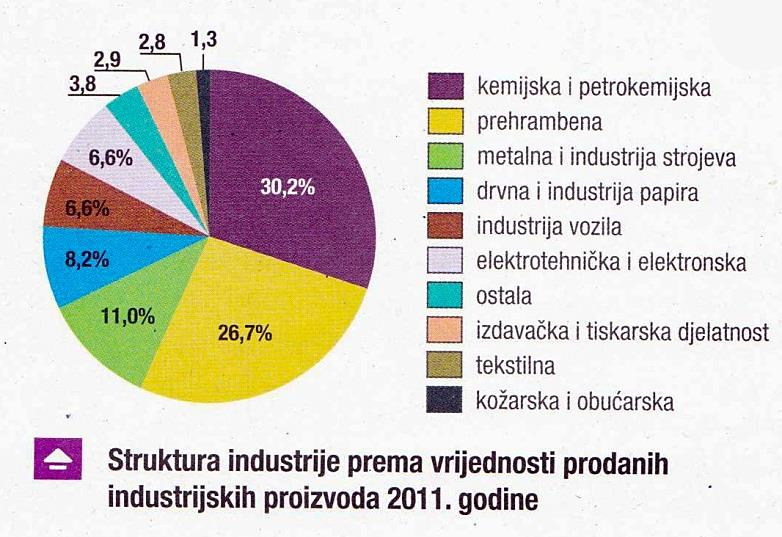 1,3
2,8
2,9
3,8
6,6%
6,6%
8,2%
11,0%
26,7%
30,2%
kemijska i petrokemijska
prehrambena
metalna i industrija strojeva
drvna i industrija papira
industrija vozila
elektrotehnička i elektronska
ostala
izdavačka i tiskarska djelatnost
tekstilna
kožarska i obućarska
Struktura industrije prema vrijednosti prodanih
industrijskih proizvoda 2011. godine